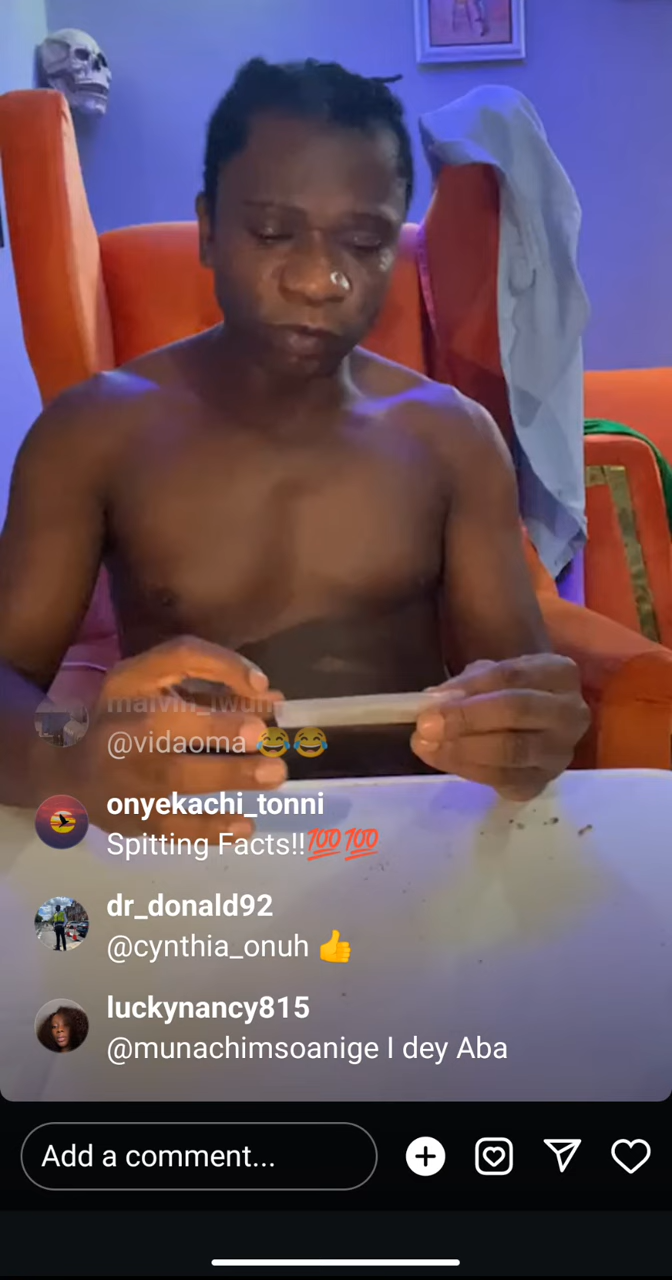 @vidaoma 😂😂
onyekachi_tonni
Spitting Facts!!💯💯
dr_donald92
@cynthia_onuh 👍
luckynancy815
@munachimsoanige I dey Aba
Add a comment...